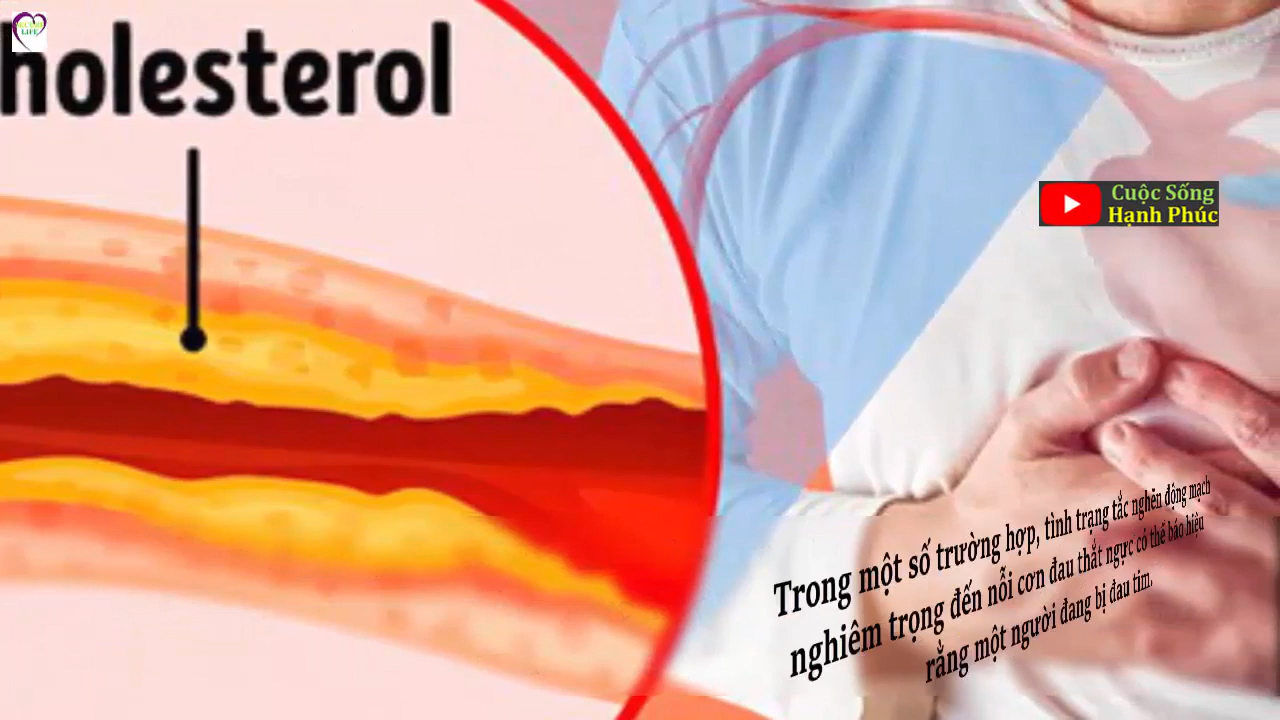 LIFE
holesterol
Cuộc Sống
Hạnh Phúc
Trong một số trường hợp, tình trạng tắc nghẽn động mạch
nghiêm trọng đến nỗi cơn đau thắt ngực có thể báo hiệu
rằng một người đang bị đau tim.